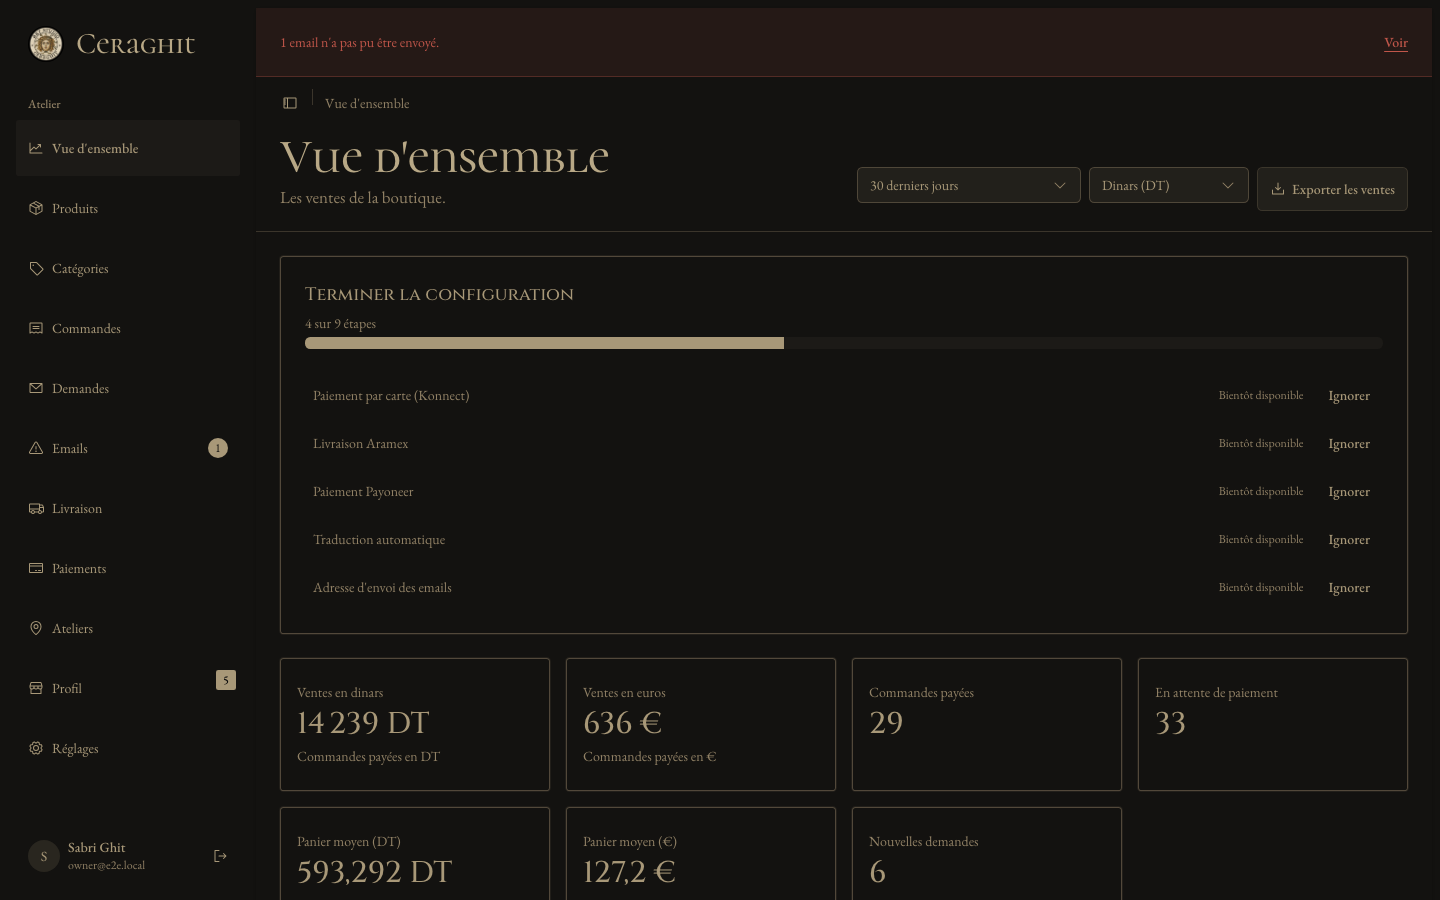 Ceraghit
Atelier
Vue d'ensemble
Produits
Catégories
Commandes
Demandes
Emails
1
Livraison
Paiements
Ateliers
Profil
5
Réglages
S
Sabri Ghit
owner@e2e.local
1 email n'a pas pu être envoyé.
Voir
Vue d'ensemble
Vue d'ensemble
Les ventes de la boutique.
30 derniers jours
Dinars (DT)
Exporter les ventes
Terminer la configuration
4 sur 9 étapes
Paiement par carte (Konnect)
Bientôt disponible
Ignorer
Livraison Aramex
Bientôt disponible
Ignorer
Paiement Payoneer
Bientôt disponible
Ignorer
Traduction automatique
Bientôt disponible
Ignorer
Adresse d'envoi des emails
Bientôt disponible
Ignorer
Ventes en dinars
14 239 DT
Commandes payées en DT
Ventes en euros
636 €
Commandes payées en €
Commandes payées
29
En attente de paiement
33
Panier moyen (DT)
593,292 DT
Panier moyen (€)
127,2 €
Nouvelles demandes
6